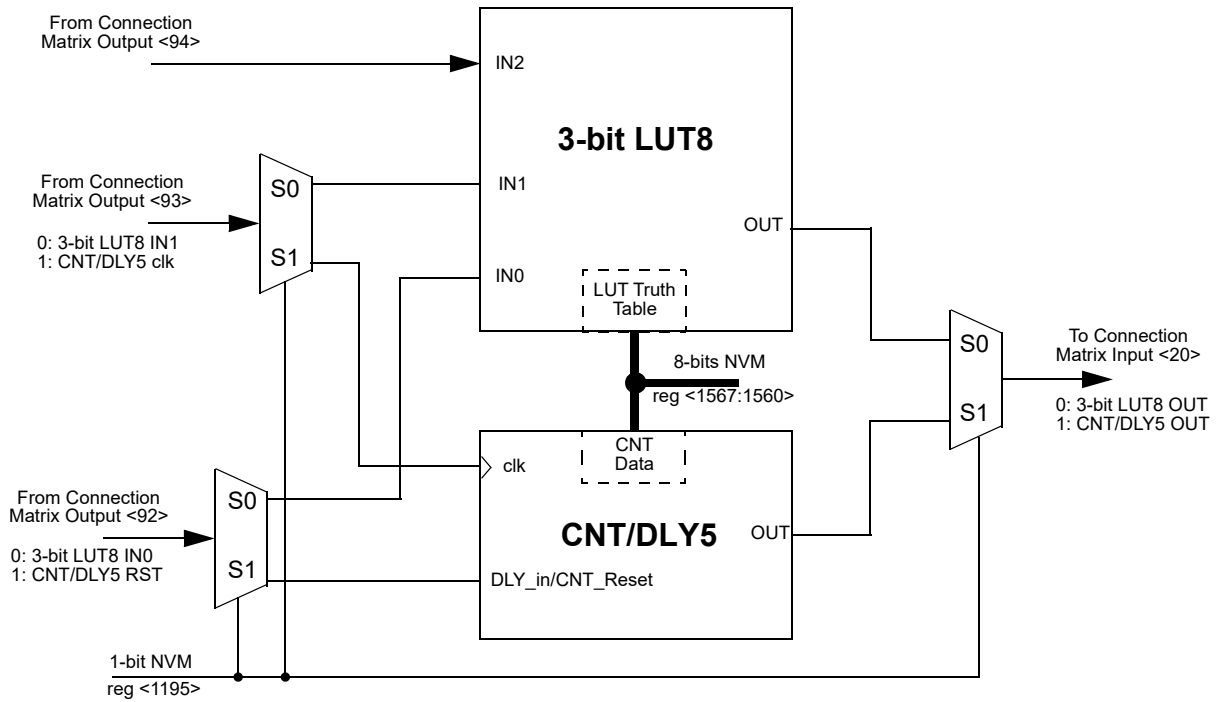 From Connection
Matrix Output <94>
IN2
3-bit LUT8
From Connection
Matrix Output <93>
S0
IN1
0: 3-bit LUT8 IN1
1: CNT/DLY5 clk
S1
OUT
IN0
LUT Truth
Table
S0
To Connection
Matrix Input <20>
8-bits NVM
reg <1567:1560>
0: 3-bit LUT8 OUT
1: CNT/DLY5 OUT
S1
CNT
Data
clk
From Connection
Matrix Output <92>
S0
CNT/DLY5
OUT
0: 3-bit LUT8 IN0
1: CNT/DLY5 RST
S1
DLY_in/CNT_Reset
1-bit NVM
reg <1195>